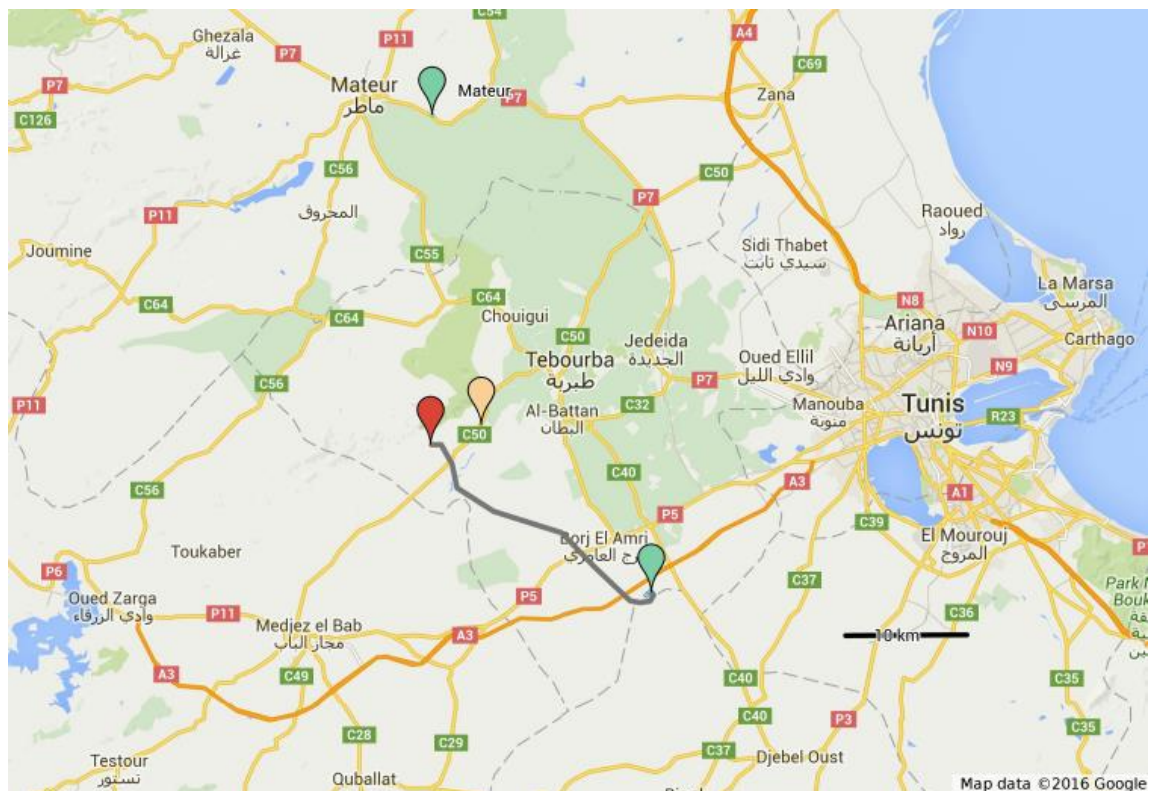 C54
A4
Ghezala
غزالة
P11
P7
C69
P7
Mateur
ماطر
Mateur
P7
Zana
C126
C56
C50
P7
المحروق
P11
Raoued
رواد
Sidi Thabet
سيدي ثابت
Joumine
C55
La Marsa
المرسى
C64
C64
N8
Chouigui
C64
Ariana
أريانة
N10
Carthago
C50
Jedeida
الجديدة
Tebourba
طبربة
Oued Ellil
وادي الليل
N9
C56
P7
P11
Al-Battan
البطان
C32
Manouba
منوبة
Tunis
تونس
R23
C50
C40
A3
A1
C56
P5
C39
El Mourouj
المروج
Toukaber
Borj El Amri
P6
C37
Oued Zarga
وادي الزرقاء
P11
P5
C36
Medjez el Bab
مجاز الباب
A3
10 km
A3
C49
C40
C35
C40
P3
C35
C28
C29
C37
Testour
تستور
Djebel Oust
Quballat
Map data ©2016 Google